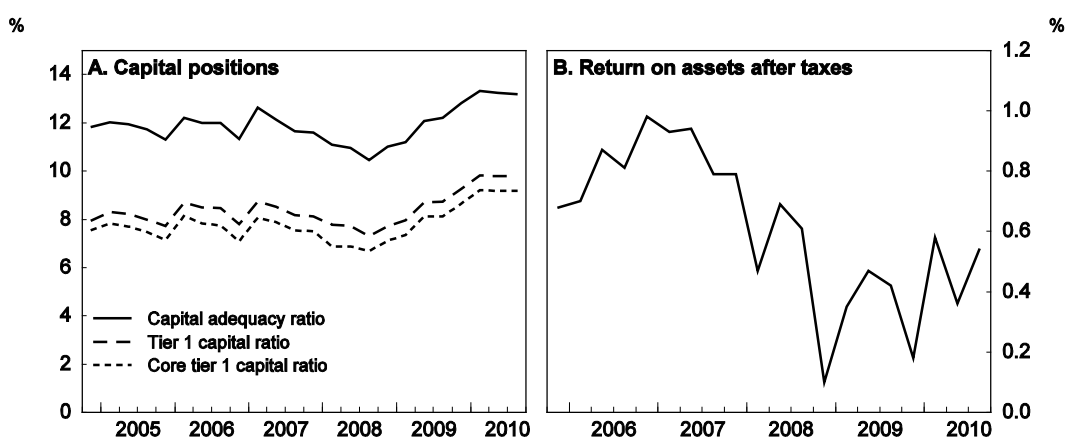 % %
A. Capital positions
14
12
10
8
6
4
2
0
Capital adequacy ratio
Tier 1 capital ratio
Core tier 1 capital ratio
2005 2006 2007 2008 2009 2010
B. Return on assets after taxes
1.2
1.0
0.8
0.6
0.4
0.2
0.0
2006 2007 2008 2009 2010